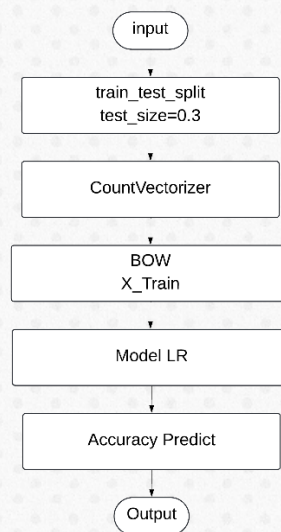 input
train_test_split
test_size=0.3
CountVectorizer
BOW
X_Train
Model LR
Accuracy Predict
Output